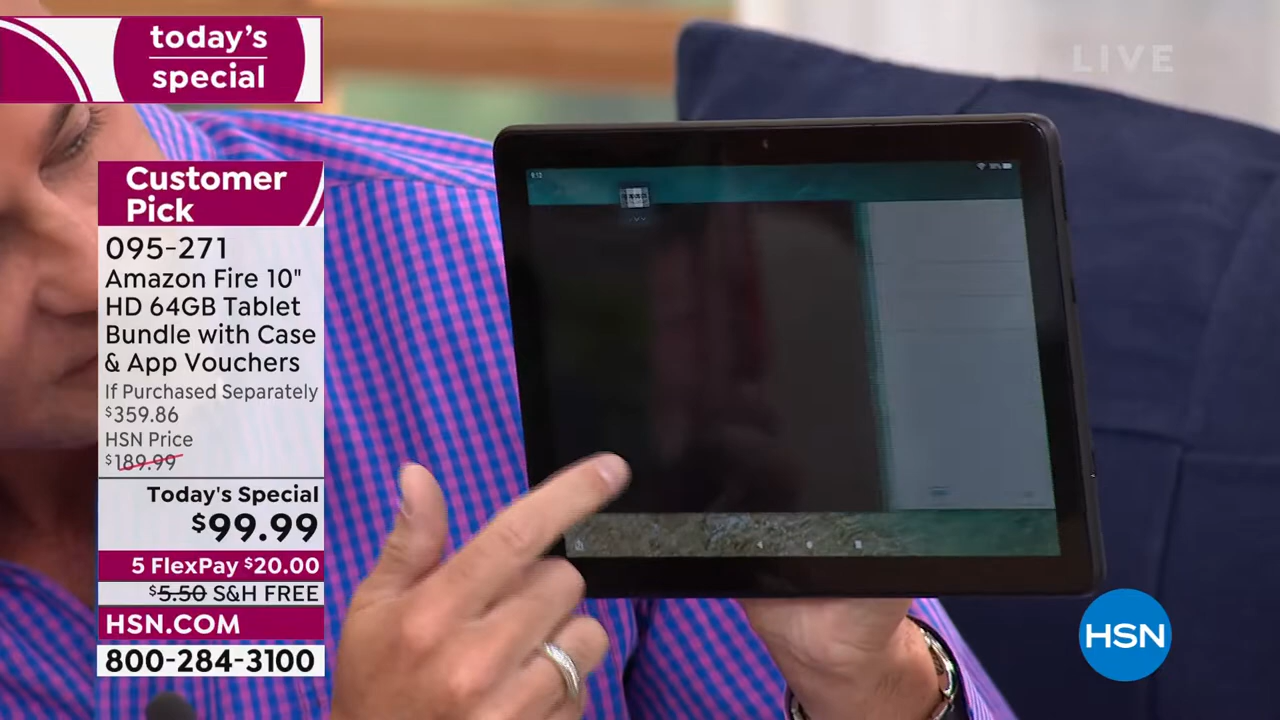 today's
special
LIVE
Customer
Pick
095-271
Amazon Fire 10"
HD 64GB Tablet
Bundle with Case
& App Vouchers
If Purchased Separately
$359.86
HSN Price
$189.99
Today's Special
$99.99
5 FlexPay $20.00
$5.50 S&H FREE
HSN.COM
800-284-3100
9:12
HSN